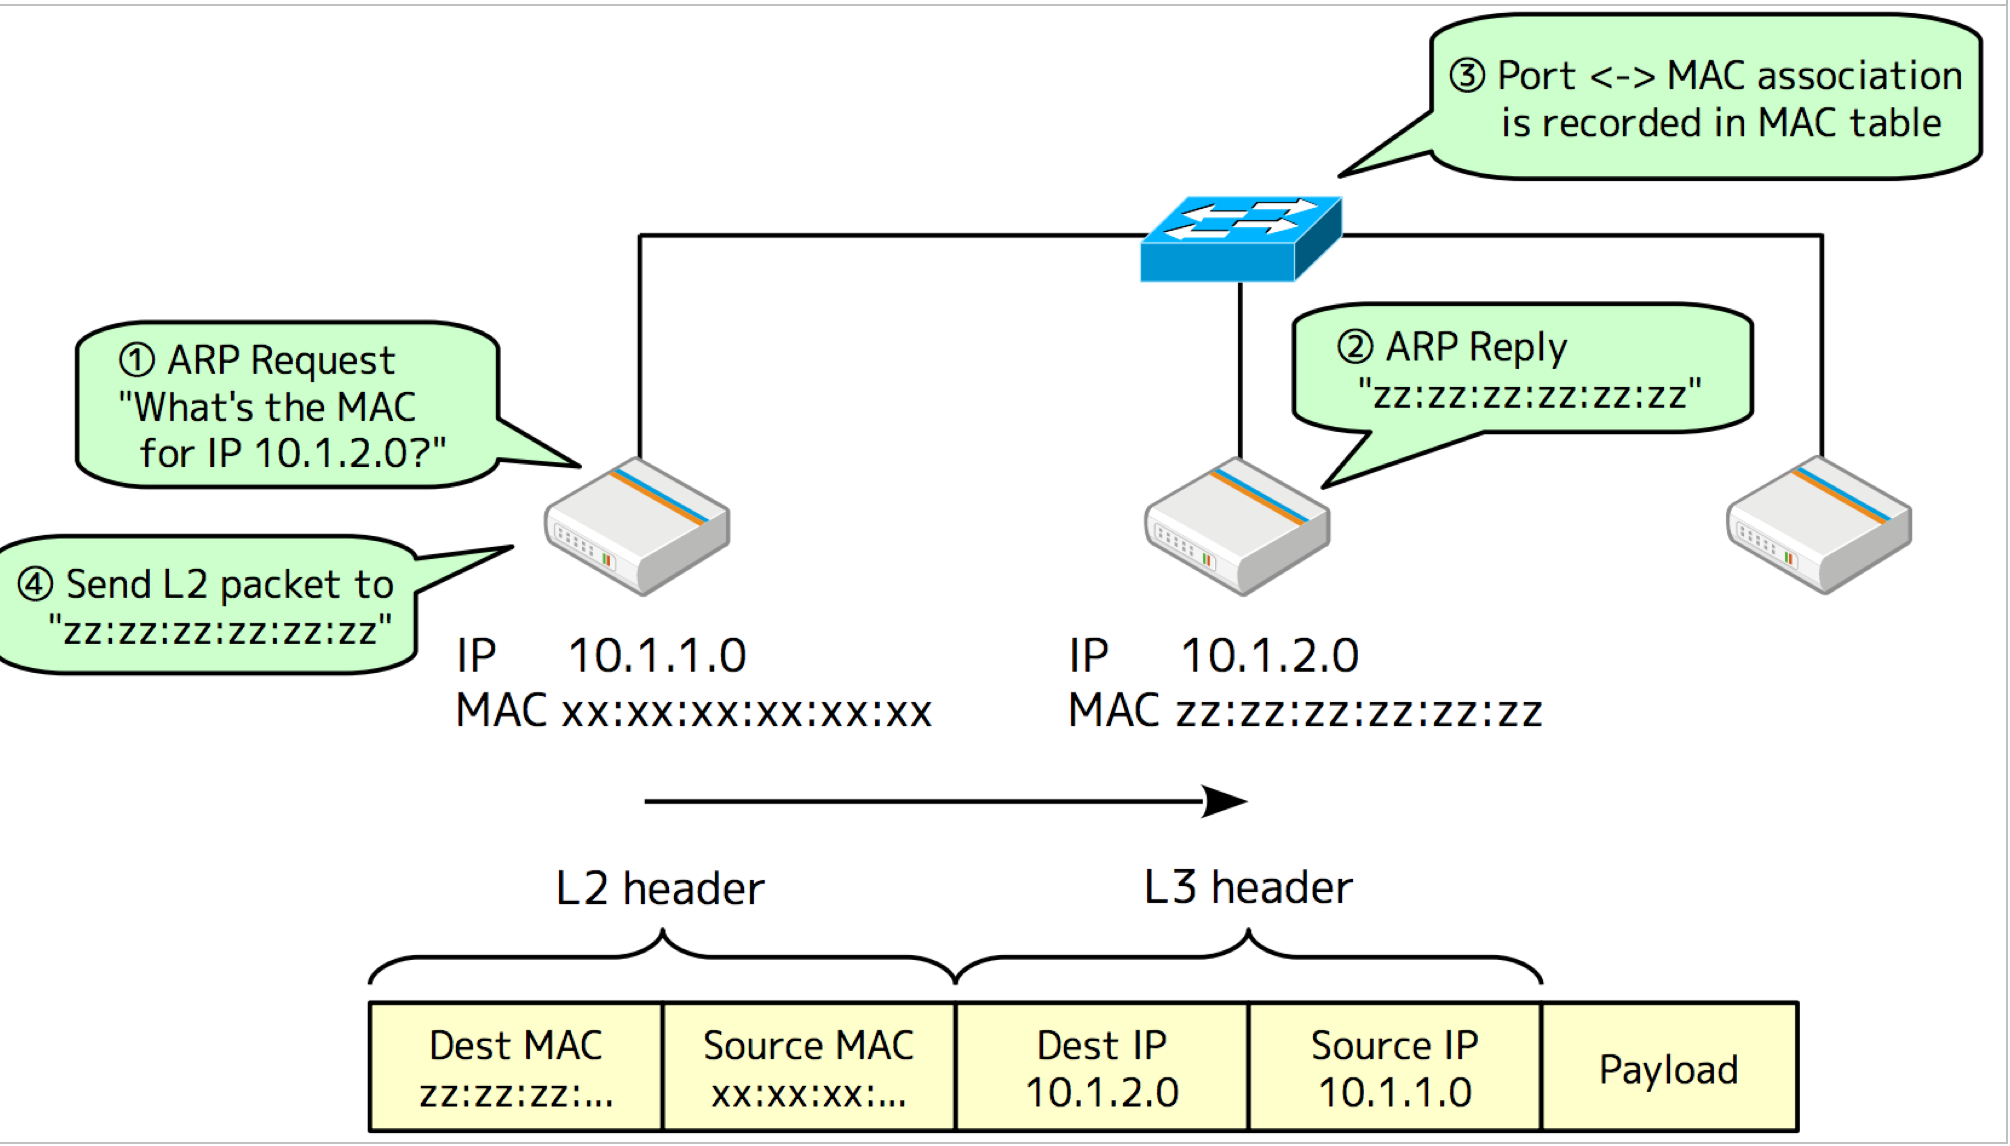 ③ Port <-> MAC association
is recorded in MAC table
① ARP Request
"What's the MAC
for IP 10.1.2.0?"
② ARP Reply
"zz:zz:zz:zz:zz:zz"
④ Send L2 packet to
"zz:zz:zz:zz:zz:zz"
IP 10.1.1.0
MAC xx:xx:xx:xx:xx:xx
IP 10.1.2.0
MAC zz:zz:zz:zz:zz:zz
L2 header
L3 header
Dest MAC
zz:zz:zz:...
Source MAC
xx:xx:xx:...
Dest IP
10.1.2.0
Source IP
10.1.1.0
Payload